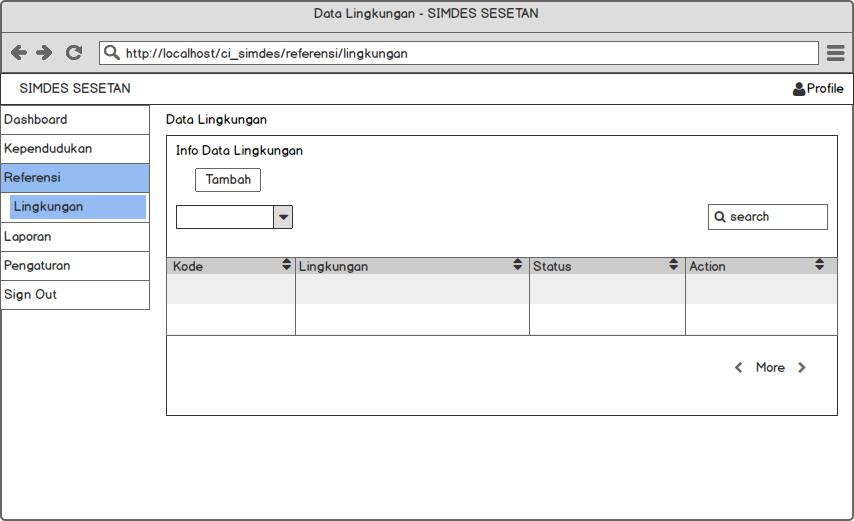 Data Lingkungan - SIMDES SESETAN
http://localhost/ci_simdes/referensi/lingkungan
SIMDES SESETAN
Profile
Dashboard
Kependudukan
Referensi
Lingkungan
Laporan
Pengaturan
Sign Out
Data Lingkungan
Info Data Lingkungan
Tambah
search
Kode Lingkungan Status Action
More